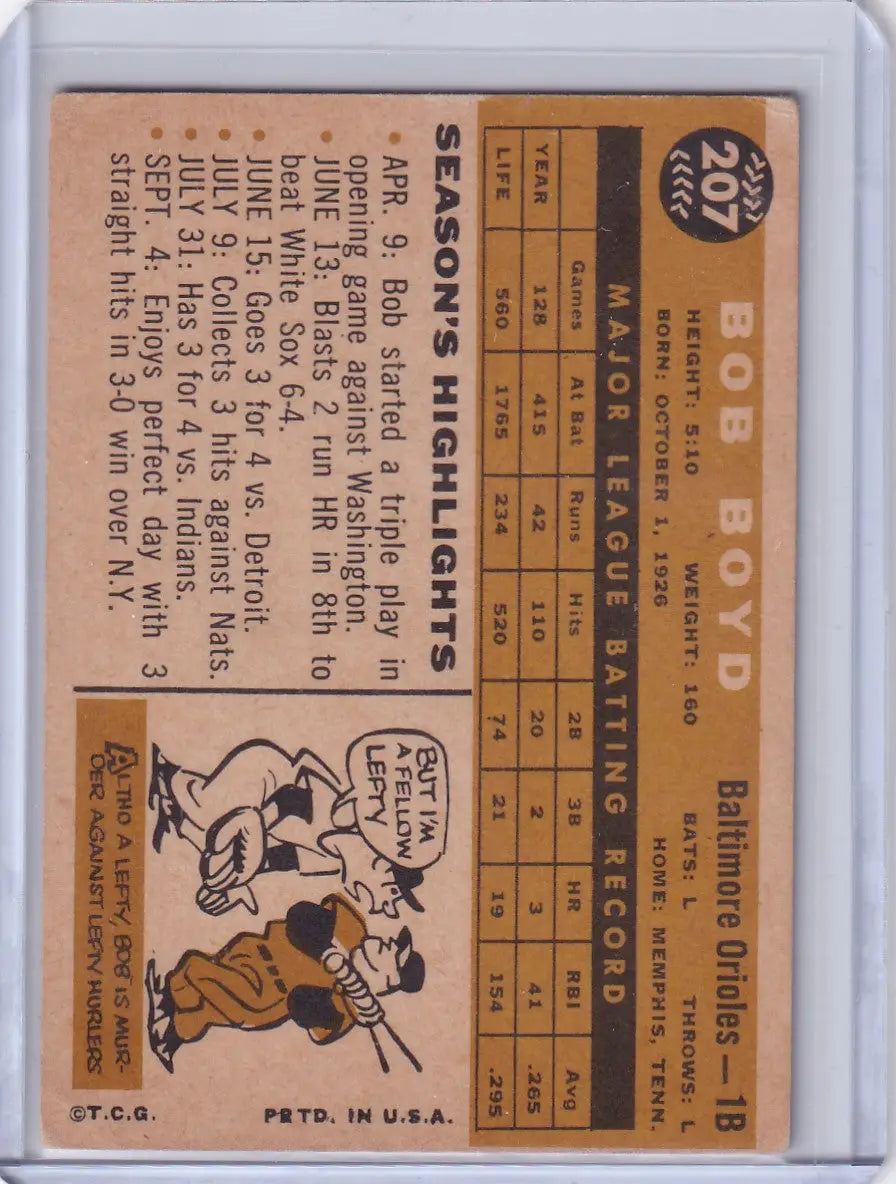 207
BOB BOYD
Baltimore Orioles — 1B
HEIGHT: 5:10 WEIGHT: 160 BATS: L THROWS: L
BORN: OCTOBER 1, 1926 HOME: MEMPHIS, TENN.
MAJOR LEAGUE BATTING RECORD
Games At Bat Runs Hits 2B 3B HR RBI Avg
YEAR 128 415 42 110 20 2 3 41 .265
LIFE 560 1765 234 520 74 21 19 154 .295
SEASON'S HIGHLIGHTS
• APR. 9: Bob started a triple play in
opening game against Washington.
• JUNE 13: Blasts 2 run HR in 8th to
beat White Sox 6-4.
• JUNE 15: Goes 3 for 4 vs. Detroit.
• JULY 9: Collects 3 hits against Nats.
• JULY 31: Has 3 for 4 vs. Indians.
• SEPT. 4: Enjoys perfect day with 3
straight hits in 3-0 win over N.Y.
BUT I'M
A FELLOW
LEFTY
ALTHO A LEFTY, BOB IS MUR-
DER AGAINST LEFTY HURLERS
©T.C.G. PRTD. IN U.S.A.